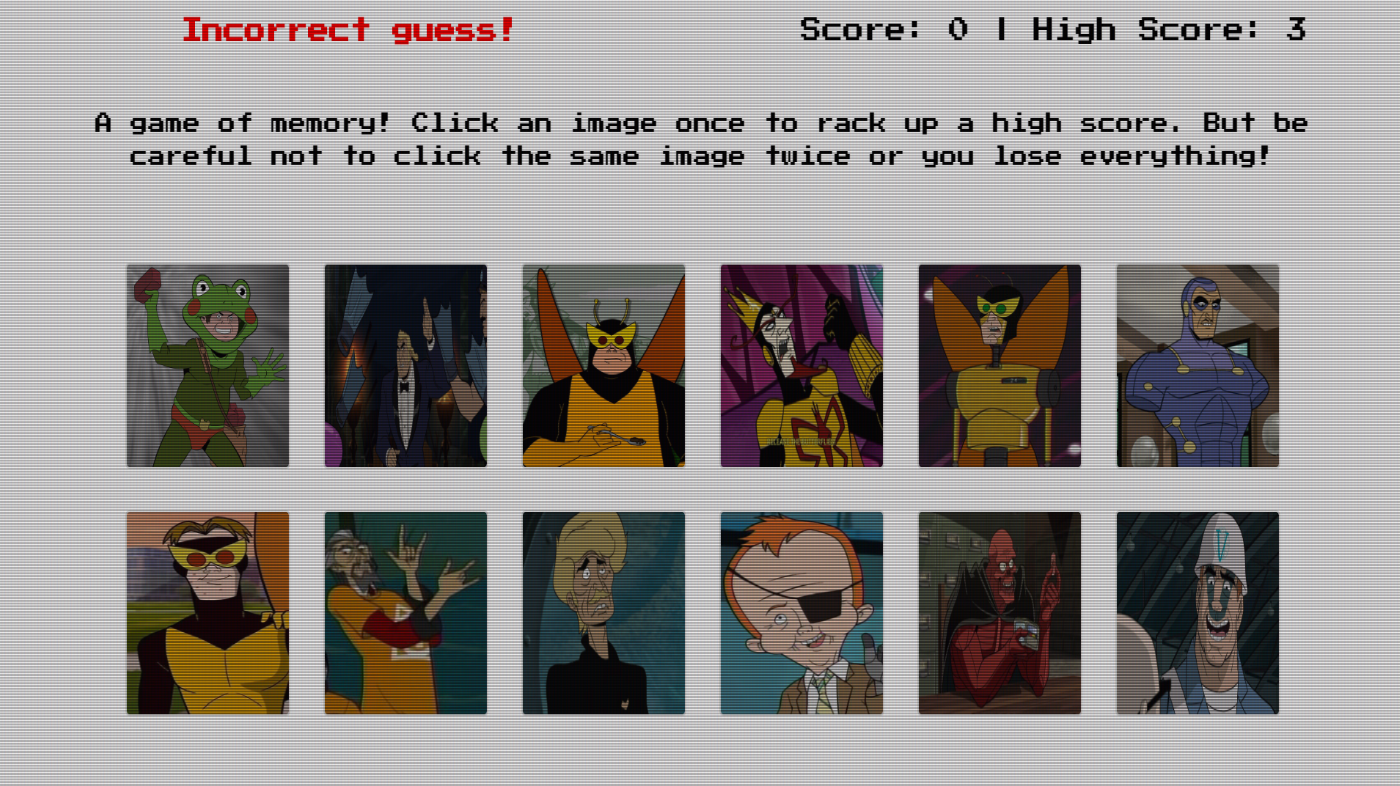 Incorrect guess!
Score: 0 | High Score: 3
A game of memory! Click an image once to rack up a high score. But be
careful not to click the same image twice or you lose everything!
V